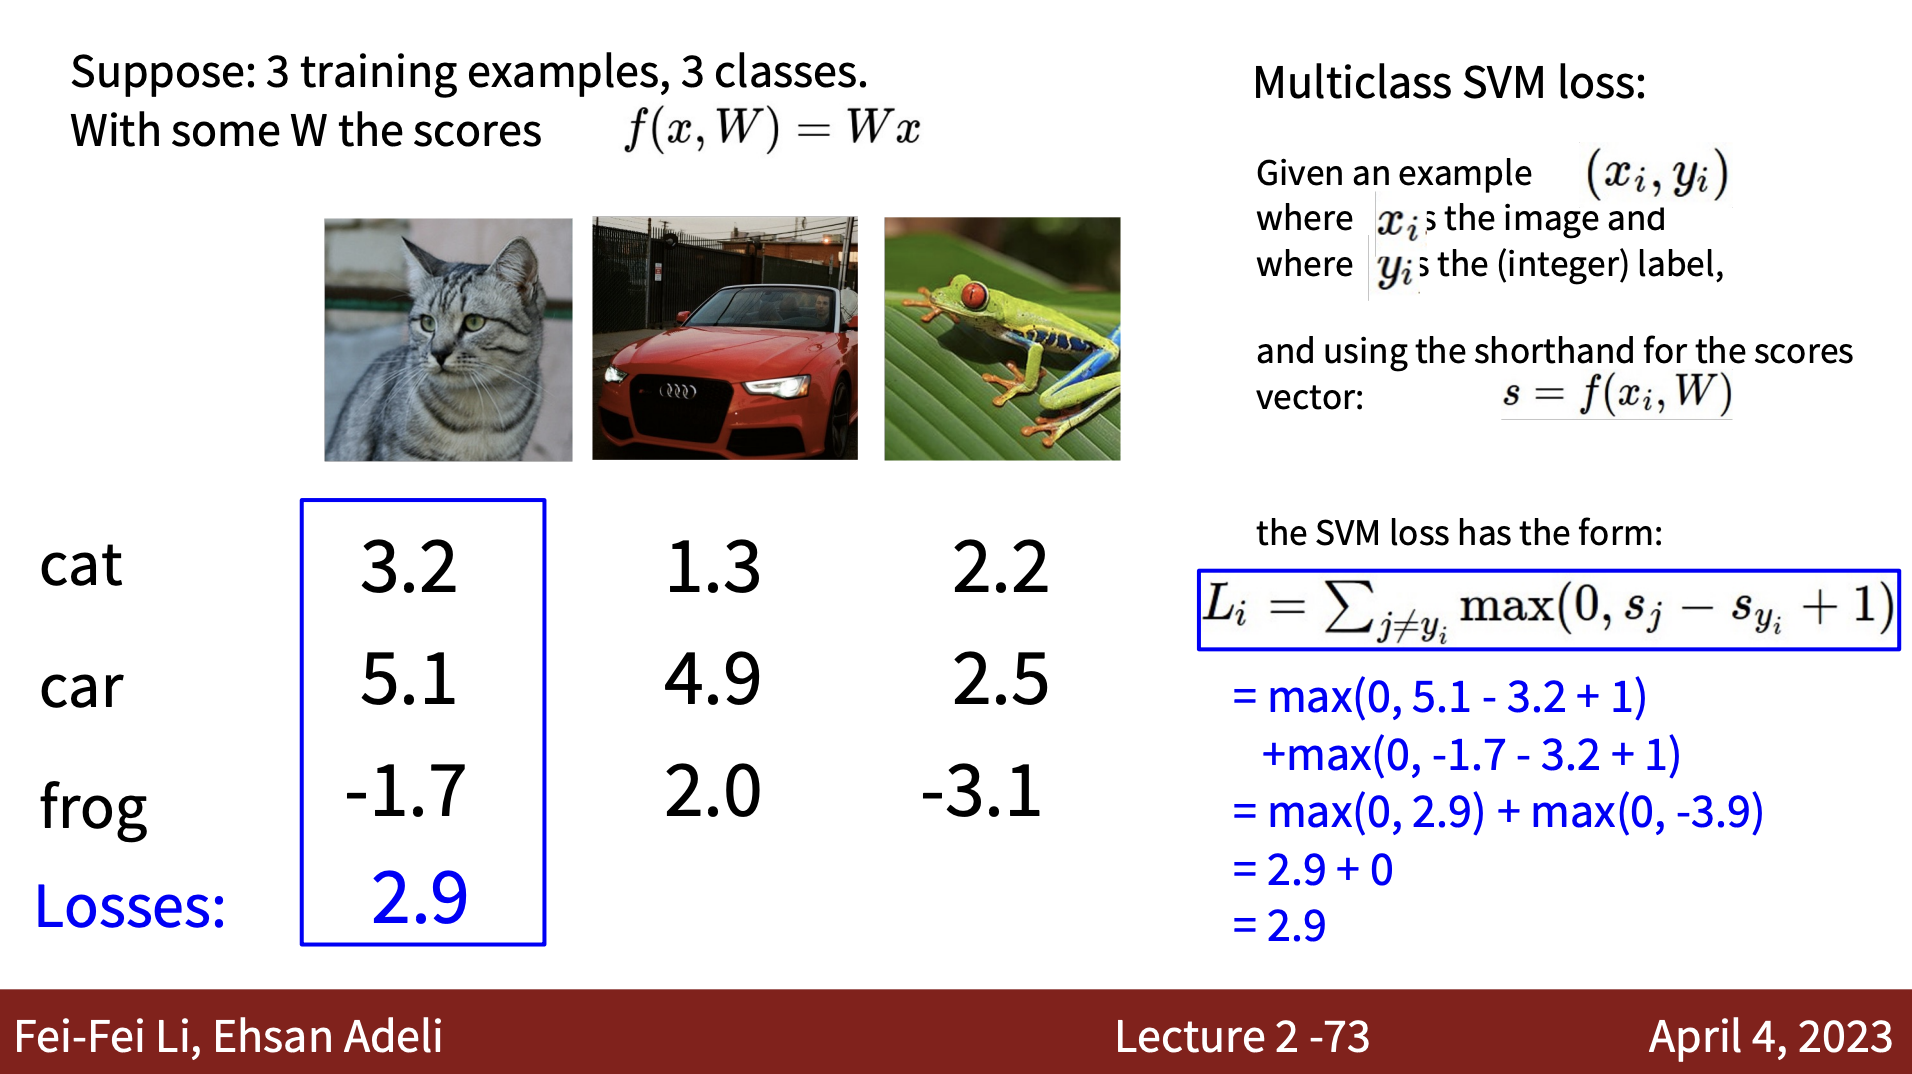 Suppose: 3 training examples, 3 classes.
With some W the scores f(x, W) = Wx
cat 3.2 1.3 2.2
car 5.1 4.9 2.5
frog -1.7 2.0 -3.1
Losses: 2.9
Multiclass SVM loss:
Given an example (x_i, y_i)
where x_i s the image and
where y_i s the (integer) label,
and using the shorthand for the scores
vector: s = f(x_i, W)
the SVM loss has the form:
L_i = ∑_{j≠y_i} max(0, s_j − s_{y_i} + 1)
= max(0, 5.1 - 3.2 + 1)
+max(0, -1.7 - 3.2 + 1)
= max(0, 2.9) + max(0, -3.9)
= 2.9 + 0
= 2.9
Fei-Fei Li, Ehsan Adeli Lecture 2 -73 April 4, 2023